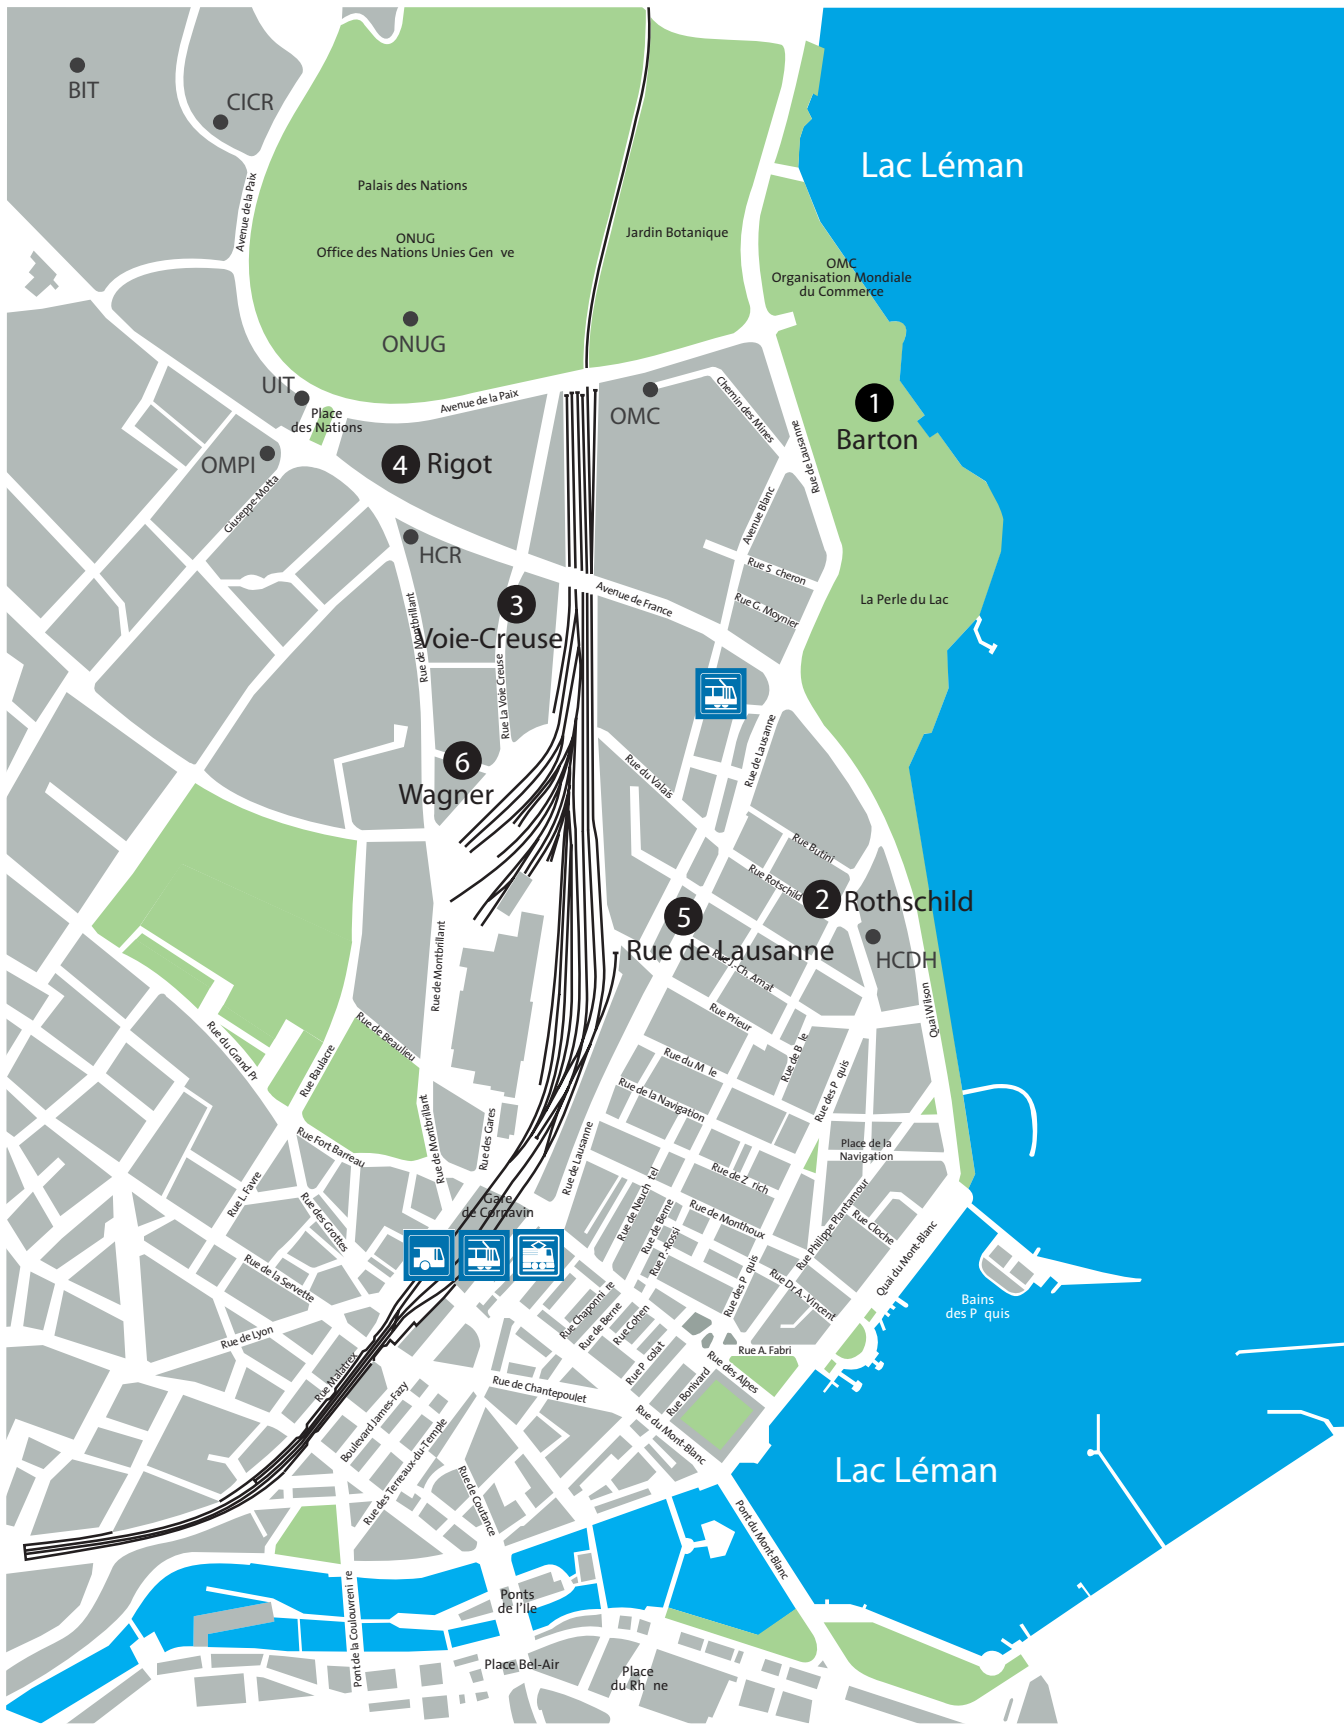 BIT
CICR
Lac Léman
Avenue de la Paix
Palais des Nations
ONUG
Office des Nations Unies Gen ve
Jardin Botanique
OMC
Organisation Mondiale
du Commerce
ONUG
UIT
Place
des Nations
Avenue de la Paix
OMC
Chemin des Mines
Rue de Lausanne
1
Barton
OMPI
4 Rigot
Giuseppe-Motta
Avenue Blanc
HCR
Rue S cheron
Avenue de France
Rue G. Moynier
La Perle du Lac
3
Voie-Creuse
Rue de Montbrillant
Rue La Voie Creuse
6
Wagner
Rue du Valais
Rue de Lausanne
Rue Butini
Rue Rotschild
2 Rothschild
5
Rue de Lausanne
HCDH
Rue J.-Ch. Amat
Rue de Montbrillant
Quai Wilson
Rue Prieur
Rue de Beaulieu
Rue du Grand Pr
Rue Baulacre
Rue du M le
Rue de B le
Rue des P quis
Rue de la Navigation
Rue de Montbrillant
Rue des Gares
Rue Fort Barreau
Rue de Lausanne
Place de la
Navigation
Rue de Z rich
Rue L. Favre
Rue des Grottes
Gare
de Cornavin
Rue de Neuch tel
Rue de Berne
Rue P.-Rossi
Rue de Monthoux
Rue Philippe Plantamour
Rue Cloche
Quai du Mont-Blanc
Rue de la Servette
Rue des P quis
Rue Dr A.-Vincent
Bains
des P quis
Rue de Lyon
Rue Chaponni re
Rue de Berne
Rue Cohen
Rue P colat
Rue A. Fabri
Rue des Alpes
Rue Malatrex
Rue de Chantepoulet
Rue Bonivard
Rue du Mont-Blanc
Boulevard James-Fazy
Rue des Terreaux-du-Temple
Rue de Coutance
Lac Léman
Pont du Mont-Blanc
Pont de la Coulouvreni re
Ponts
de l'Ile
Place Bel-Air
Place
du Rh ne